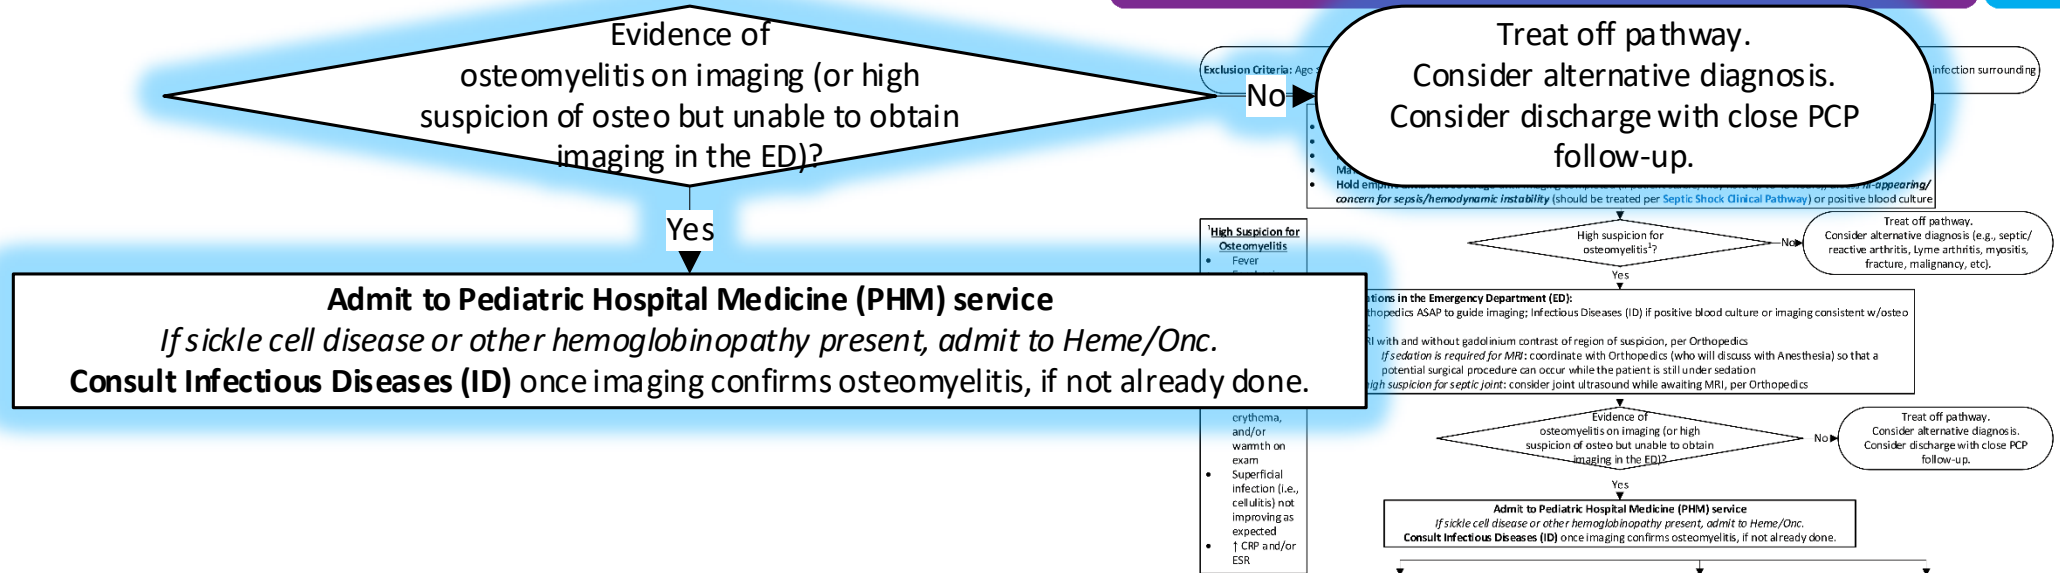 Evidence of
osteomyelitis on imaging (or high
suspicion of osteo but unable to obtain
imaging in the ED)?
No
Treat off pathway.
Consider alternative diagnosis.
Consider discharge with close PCP
follow-up.
Yes
Admit to Pediatric Hospital Medicine (PHM) service
If sickle cell disease or other hemoglobinopathy present, admit to Heme/Onc.
Consult Infectious Diseases (ID) once imaging confirms osteomyelitis, if not already done.
Exclusion Criteria: Age
infection surrounding
Hold
ill-appearing/
concern for sepsis/hemodynamic instability (should be treated per Septic Shock Clinical Pathway) or positive blood culture
1High Suspicion for
Osteomyelitis
• Fever
erythema,
and/or
warmth on
exam
• Superficial
infection (i.e.,
cellulitis) not
improving as
expected
• ↑ CRP and/or
ESR
High suspicion for
osteomyelitis1?
No
Treat off pathway.
Consider alternative diagnosis (e.g., septic/
reactive arthritis, Lyme arthritis, myositis,
fracture, malignancy, etc).
Yes
in the Emergency Department (ED):
ASAP to guide imaging; Infectious Diseases (ID) if positive blood culture or imaging consistent w/osteo
with and without gadolinium contrast of region of suspicion, per Orthopedics
If sedation is required for MRI: coordinate with Orthopedics (who will discuss with Anesthesia) so that a
potential surgical procedure can occur while the patient is still under sedation
high suspicion for septic joint: consider joint ultrasound while awaiting MRI, per Orthopedics
Evidence of
osteomyelitis on imaging (or high
suspicion of osteo but unable to obtain
imaging in the ED)?
No
Treat off pathway.
Consider alternative diagnosis.
Consider discharge with close PCP
follow-up.
Yes
Admit to Pediatric Hospital Medicine (PHM) service
If sickle cell disease or other hemoglobinopathy present, admit to Heme/Onc.
Consult Infectious Diseases (ID) once imaging confirms osteomyelitis, if not already done.